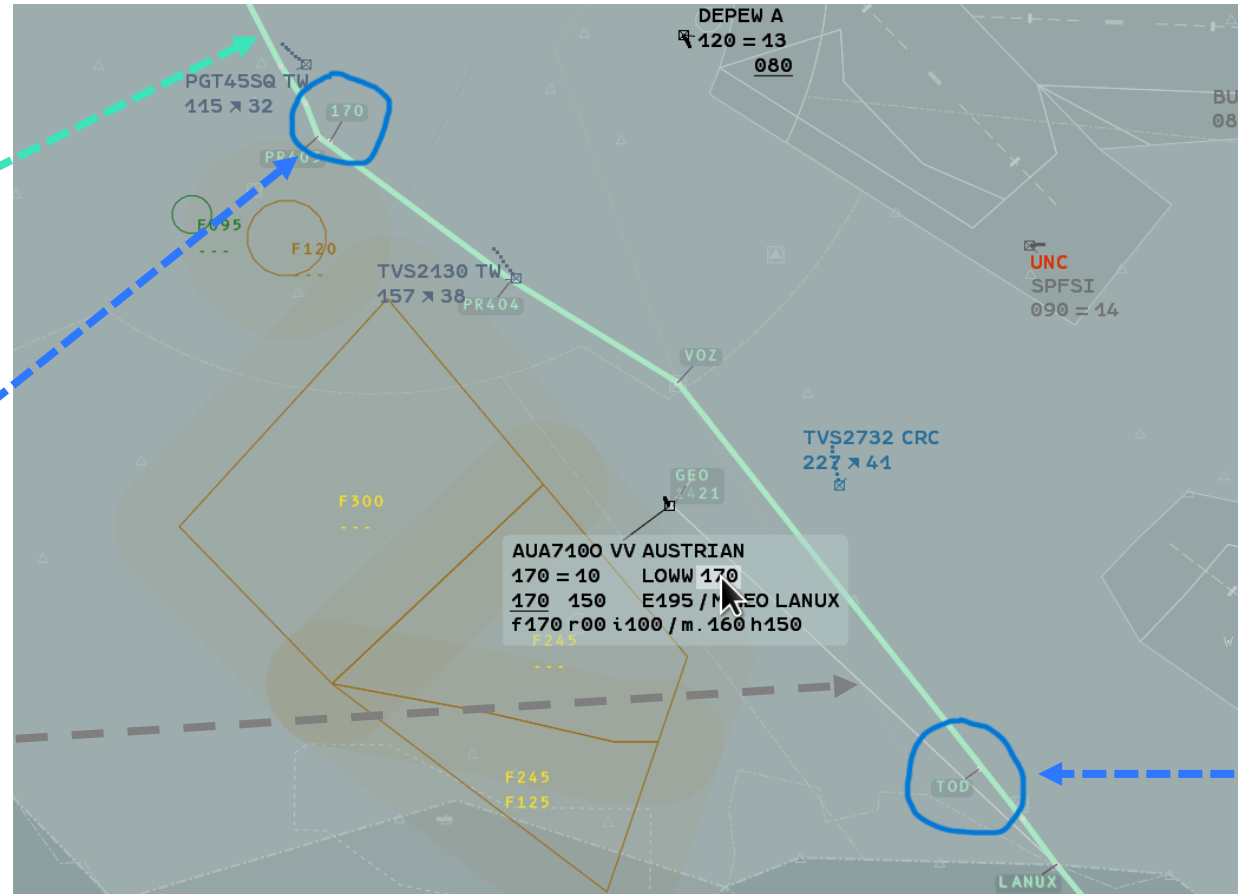 DEPEW A
120 = 13
080
PGT45SQ TW
115 ↗ 32
170
PR403
BU
08
F095
---
F120
---
TVS2130 TW
157 ↗ 38
PR404
UNC
SPFSI
090 = 14
VOZ
TVS2732 CRC
227 ↗ 41
GEO
F300
---
AUA710O VV AUSTRIAN
170 = 10 LOWW 170
170 150 E195 / LANUX
f170 r00 i100 / m.160 h150
F245
---
W
F245
F125
TOD
LANUX